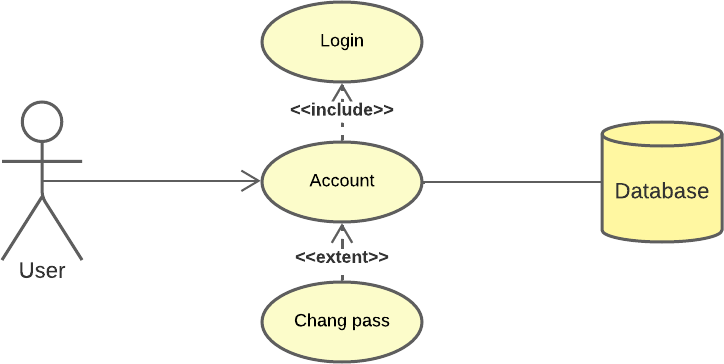 Login
<<include>>
Account
Database
<<extent>>
User
Chang pass